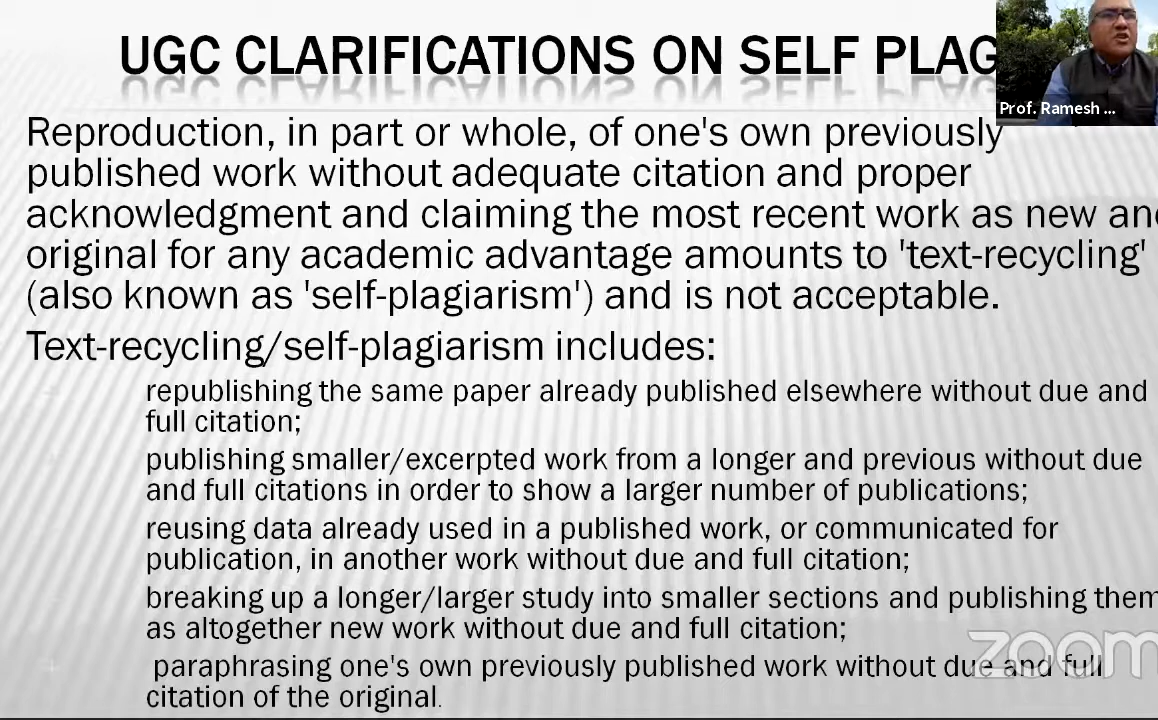 UGC CLARIFICATIONS ON SELF PLAG
Prof. Ramesh ...
Reproduction, in part or whole, of one's own previously
published work without adequate citation and proper
acknowledgment and claiming the most recent work as new and
original for any academic advantage amounts to 'text-recycling'
(also known as 'self-plagiarism') and is not acceptable.
Text-recycling/self-plagiarism includes:
republishing the same paper already published elsewhere without due and
full citation;
publishing smaller/excerpted work from a longer and previous without due
and full citations in order to show a larger number of publications;
reusing data already used in a published work, or communicated for
publication, in another work without due and full citation;
breaking up a longer/larger study into smaller sections and publishing them
as altogether new work without due and full citation;
paraphrasing one's own previously published work without due and full
citation of the original.
zoom